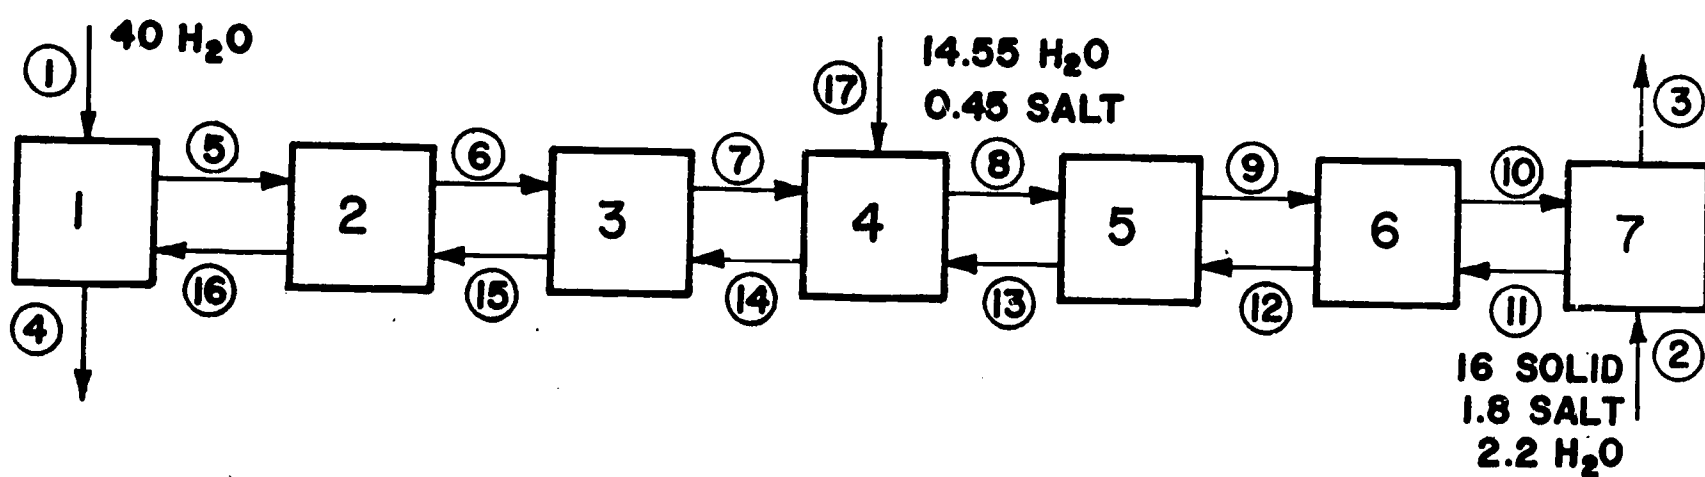 ① 40 H₂O
⑰ 14.55 H₂O
0.45 SALT
③
⑤ ⑥ ⑦ ⑧ ⑨ ⑩
1 2 3 4 5 6 7
⑯ ⑮ ⑭ ⑬ ⑫ ⑪
④ ②
16 SOLID
1.8 SALT
2.2 H₂O